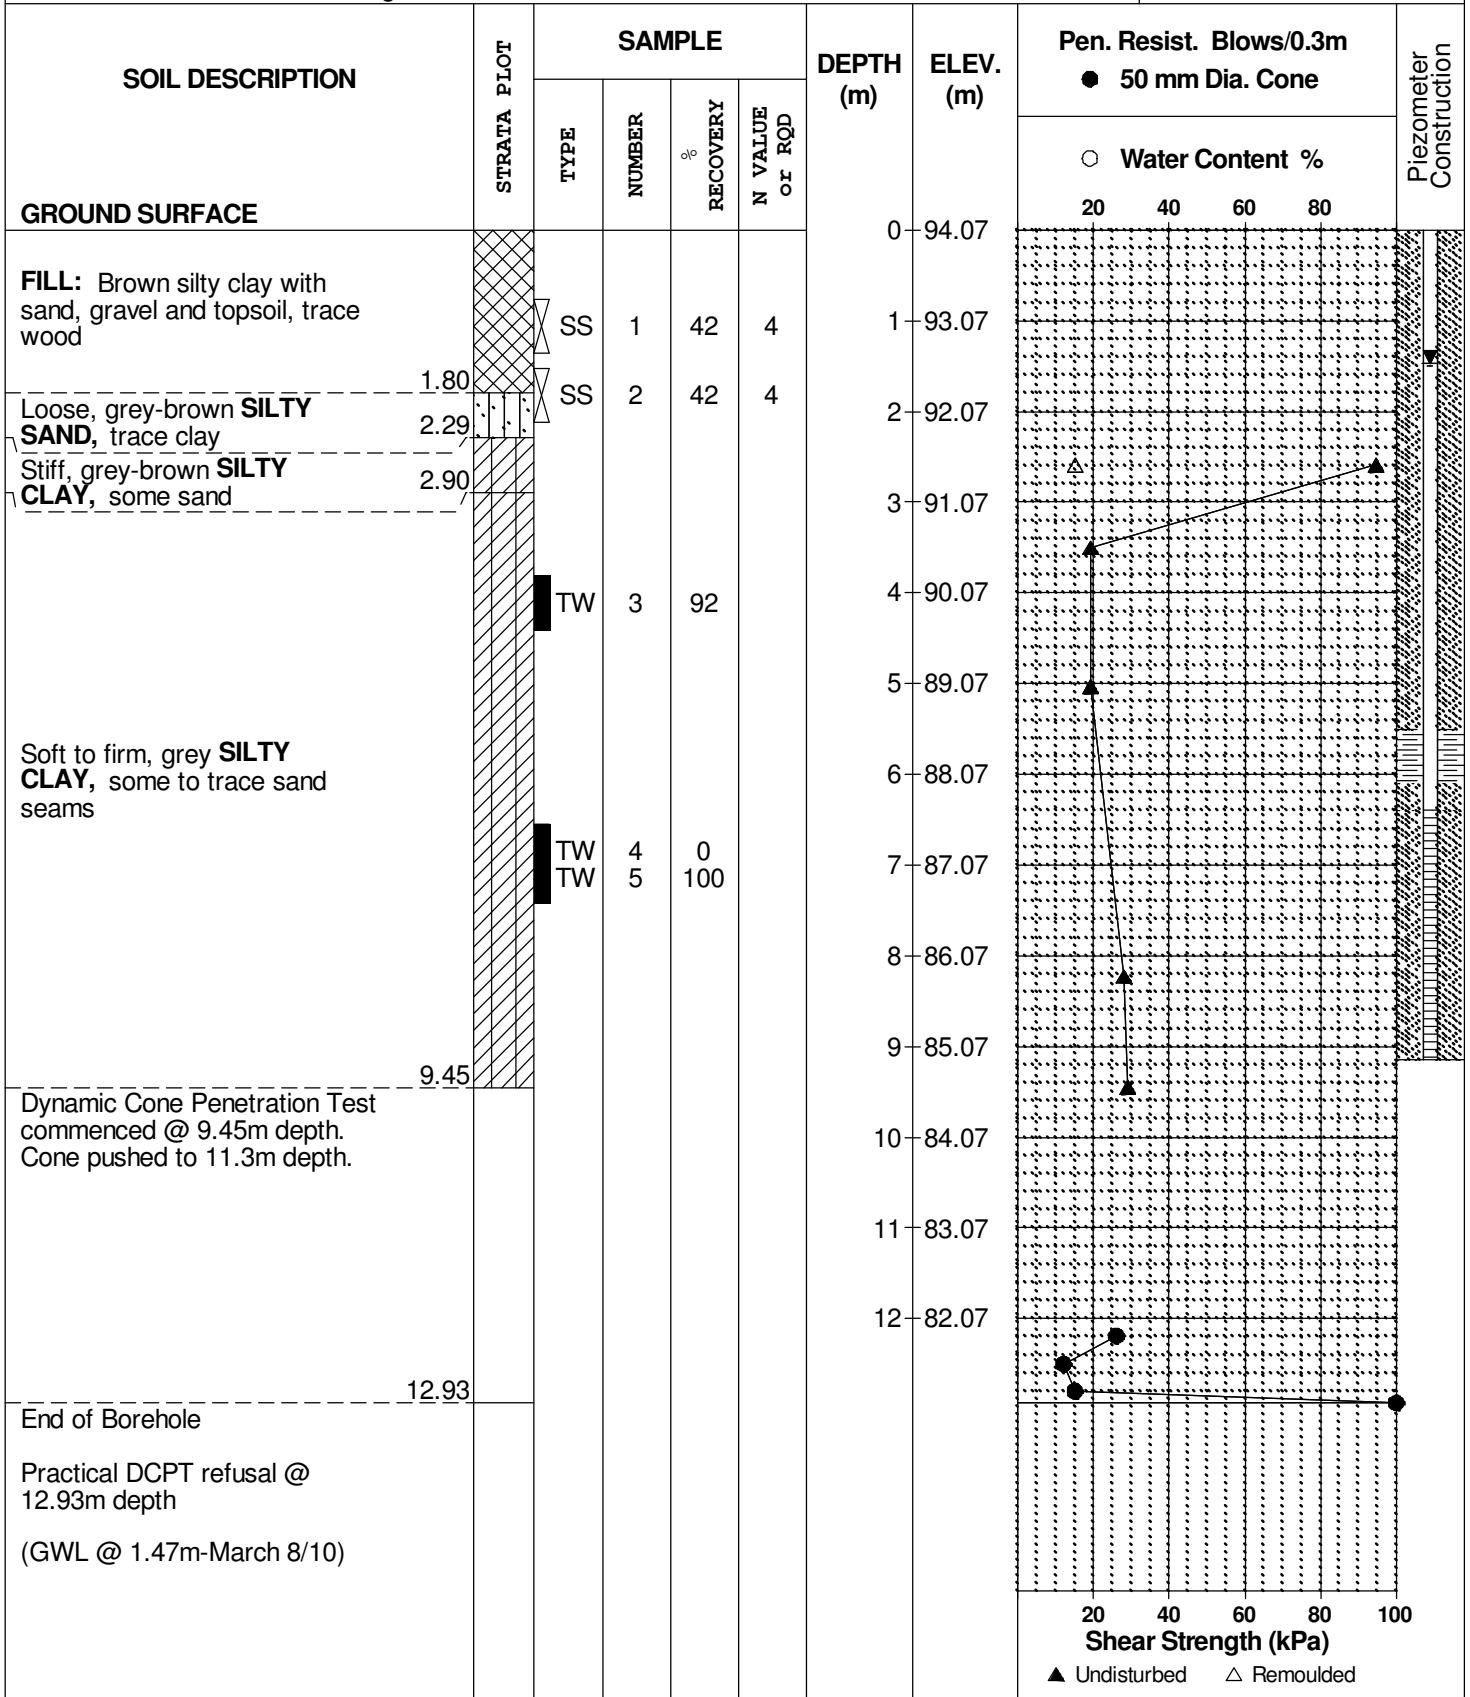 SOIL DESCRIPTION
GROUND SURFACE
STRATA PLOT
SAMPLE
TYPE
NUMBER
% RECOVERY
N VALUE or RQD
DEPTH (m)
ELEV. (m)
Pen. Resist. Blows/0.3m
● 50 mm Dia. Cone
○ Water Content %
20 40 60 80
Piezometer Construction
0 94.07
FILL: Brown silty clay with
sand, gravel and topsoil, trace
wood
SS 1 42 4
1 93.07
1.80
SS 2 42 4
Loose, grey-brown SILTY
SAND, trace clay
2.29
2 92.07
Stiff, grey-brown SILTY
CLAY, some sand
2.90
3 91.07
TW 3 92
4 90.07
5 89.07
Soft to firm, grey SILTY
CLAY, some to trace sand
seams
6 88.07
TW 4 0
TW 5 100
7 87.07
8 86.07
9 85.07
9.45
Dynamic Cone Penetration Test
commenced @ 9.45m depth.
Cone pushed to 11.3m depth.
10 84.07
11 83.07
12 82.07
12.93
End of Borehole
Practical DCPT refusal @
12.93m depth
(GWL @ 1.47m-March 8/10)
20 40 60 80 100
Shear Strength (kPa)
▲ Undisturbed △ Remoulded